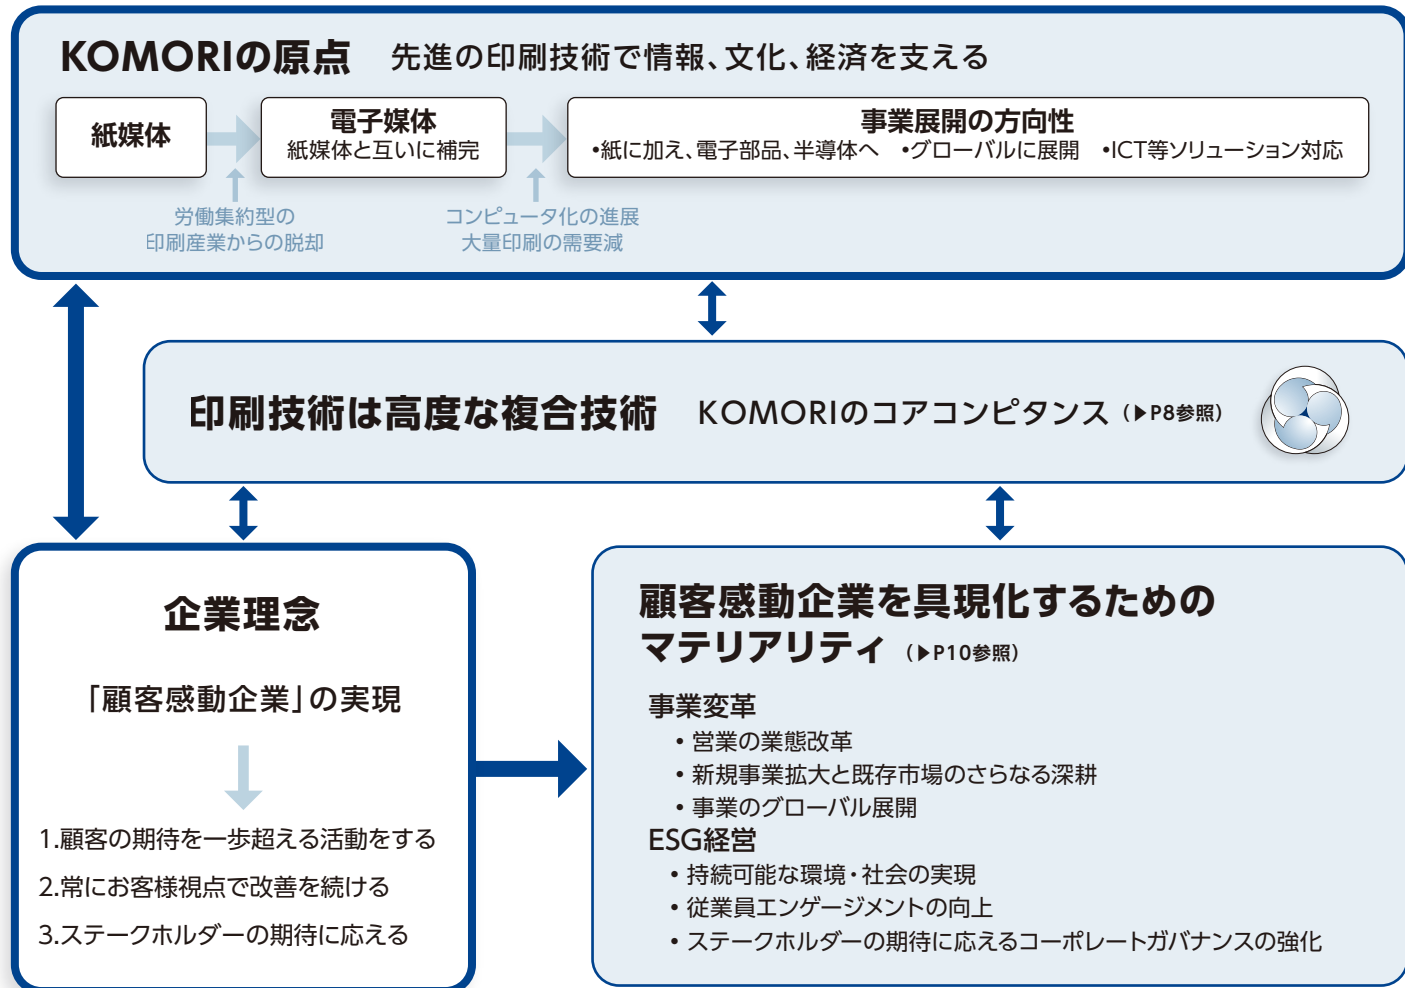 KOMORIの原点 先進の印刷技術で情報、文化、経済を支える
紙媒体
電子媒体
紙媒体と互いに補完
事業展開の方向性
•紙に加え、電子部品、半導体へ •グローバルに展開 •ICT等ソリューション対応
労働集約型の
印刷産業からの脱却
コンピュータ化の進展
大量印刷の需要減
印刷技術は高度な複合技術 KOMORIのコアコンピタンス（▶P8参照）
企業理念
「顧客感動企業」の実現
1.顧客の期待を一歩超える活動をする
2.常にお客様視点で改善を続ける
3.ステークホルダーの期待に応える
顧客感動企業を具現化するための
マテリアリティ（▶P10参照）
事業変革
• 営業の業態改革
• 新規事業拡大と既存市場のさらなる深耕
• 事業のグローバル展開
ESG経営
• 持続可能な環境・社会の実現
• 従業員エンゲージメントの向上
• ステークホルダーの期待に応えるコーポレートガバナンスの強化